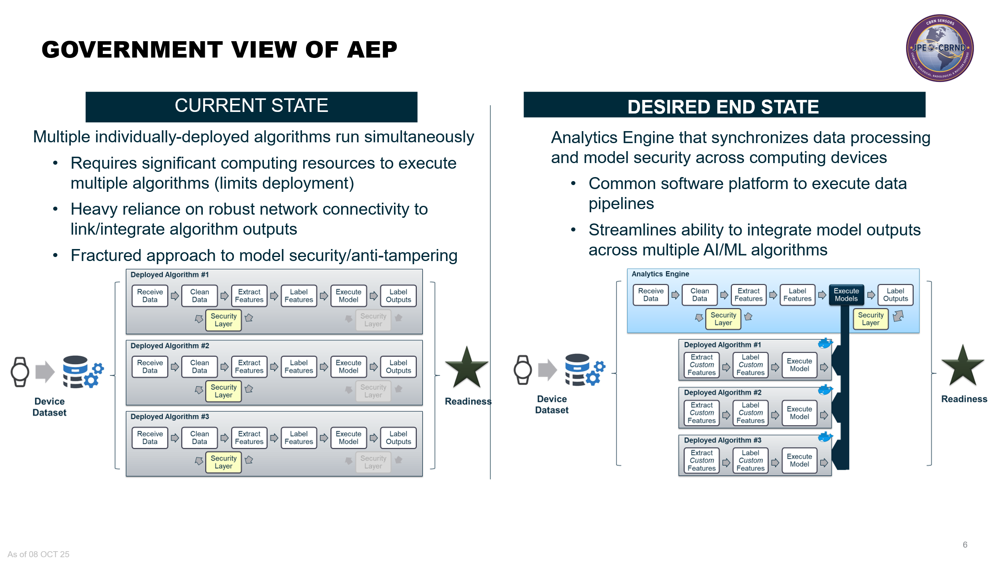 GOVERNMENT VIEW OF AEP
CBRN SENSORS
JPEO-CBRND
CHEMICAL, BIOLOGICAL, RADIOLOGICAL & NUCLEAR DEFENSE
CURRENT STATE
Multiple individually-deployed algorithms run simultaneously
• Requires significant computing resources to execute
multiple algorithms (limits deployment)
• Heavy reliance on robust network connectivity to
link/integrate algorithm outputs
• Fractured approach to model security/anti-tampering
Device
Dataset
Deployed Algorithm #1
Receive
Data
Clean
Data
Extract
Features
Label
Features
Execute
Model
Label
Outputs
Security
Layer
Security
Layer
Deployed Algorithm #2
Receive
Data
Clean
Data
Extract
Features
Label
Features
Execute
Model
Label
Outputs
Security
Layer
Security
Layer
Deployed Algorithm #3
Receive
Data
Clean
Data
Extract
Features
Label
Features
Execute
Model
Label
Outputs
Security
Layer
Security
Layer
Readiness
DESIRED END STATE
Analytics Engine that synchronizes data processing
and model security across computing devices
• Common software platform to execute data
pipelines
• Streamlines ability to integrate model outputs
across multiple AI/ML algorithms
Device
Dataset
Analytics Engine
Receive
Data
Clean
Data
Extract
Features
Label
Features
Execute
Models
Label
Outputs
Security
Layer
Security
Layer
Deployed Algorithm #1
Extract
Custom
Features
Label
Custom
Features
Execute
Model
Deployed Algorithm #2
Extract
Custom
Features
Label
Custom
Features
Execute
Model
Deployed Algorithm #3
Extract
Custom
Features
Label
Custom
Features
Execute
Model
Readiness
As of 08 OCT 25
6